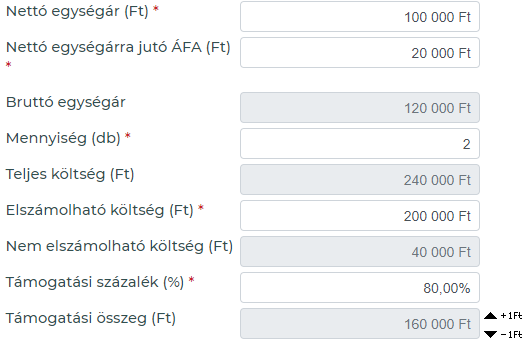 Nettó egységár (Ft) * 100 000 Ft
Nettó egységárra jutó ÁFA (Ft) 20 000 Ft
*
Bruttó egységár 120 000 Ft
Mennyiség (db) * 2
Teljes költség (Ft) 240 000 Ft
Elszámolható költség (Ft) * 200 000 Ft
Nem elszámolható költség (Ft) 40 000 Ft
Támogatási százalék (%) * 80,00%
Támogatási összeg (Ft) 160 000 Ft +1Ft
-1Ft